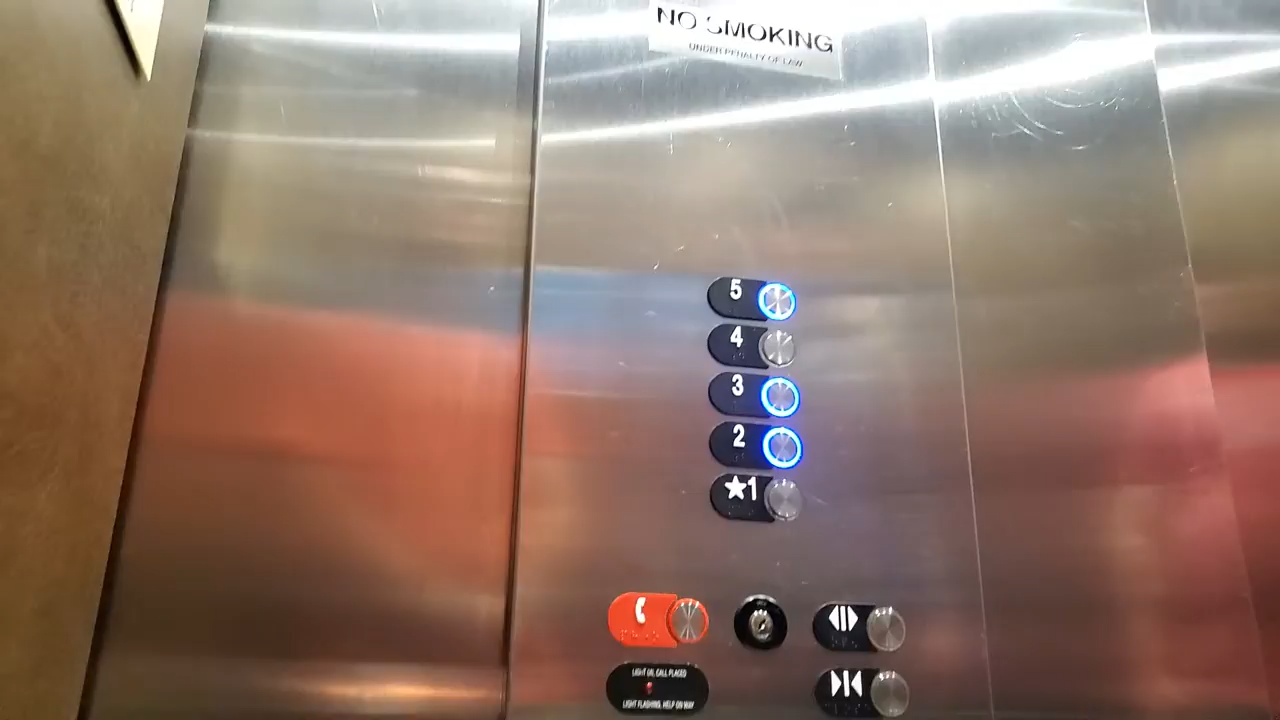 NO SMOKING
UNDER PENALTY OF LAW
5
4
3
2
★1
LIGHT ON, CALL PLACED
LIGHT FLASHING, HELP ON WAY